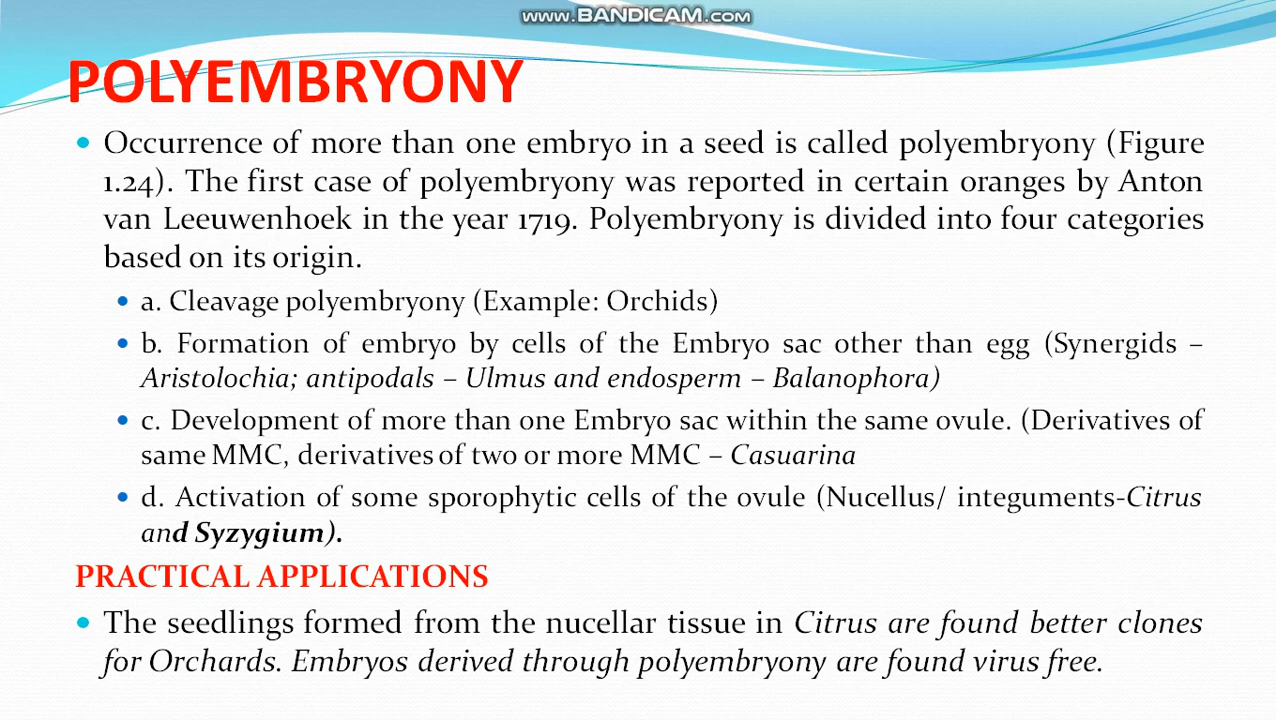 www.BANDICAM.com
POLYEMBRYONY
• Occurrence of more than one embryo in a seed is called polyembryony (Figure
1.24). The first case of polyembryony was reported in certain oranges by Anton
van Leeuwenhoek in the year 1719. Polyembryony is divided into four categories
based on its origin.
• a. Cleavage polyembryony (Example: Orchids)
• b. Formation of embryo by cells of the Embryo sac other than egg (Synergids –
Aristolochia; antipodals – Ulmus and endosperm – Balanophora)
• c. Development of more than one Embryo sac within the same ovule. (Derivatives of
same MMC, derivatives of two or more MMC – Casuarina
• d. Activation of some sporophytic cells of the ovule (Nucellus/ integuments-Citrus
and Syzygium).
PRACTICAL APPLICATIONS
• The seedlings formed from the nucellar tissue in Citrus are found better clones
for Orchards. Embryos derived through polyembryony are found virus free.